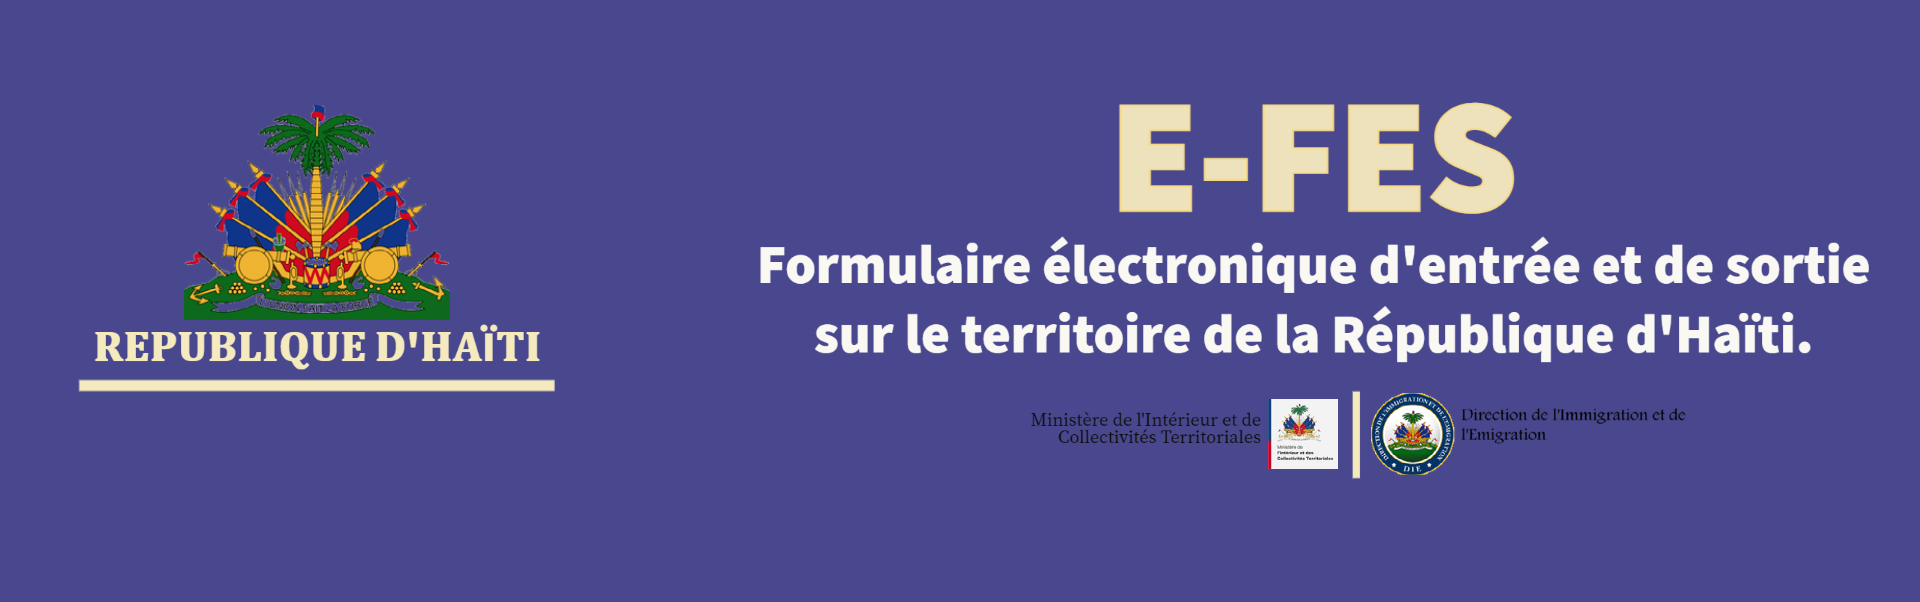 REPUBLIQUE D'HAÏTI
E-FES
Formulaire électronique d'entrée et de sortie
sur le territoire de la République d'Haïti.
Ministère de l'Intérieur et de
Collectivités Territoriales
Ministère de
l'Intérieur et des
Collectivités Territoriales
DIRECTION DE L'IMMIGRATION ET DE L'EMIGRATION
DIE
Direction de l'Immigration et de
l'Emigration